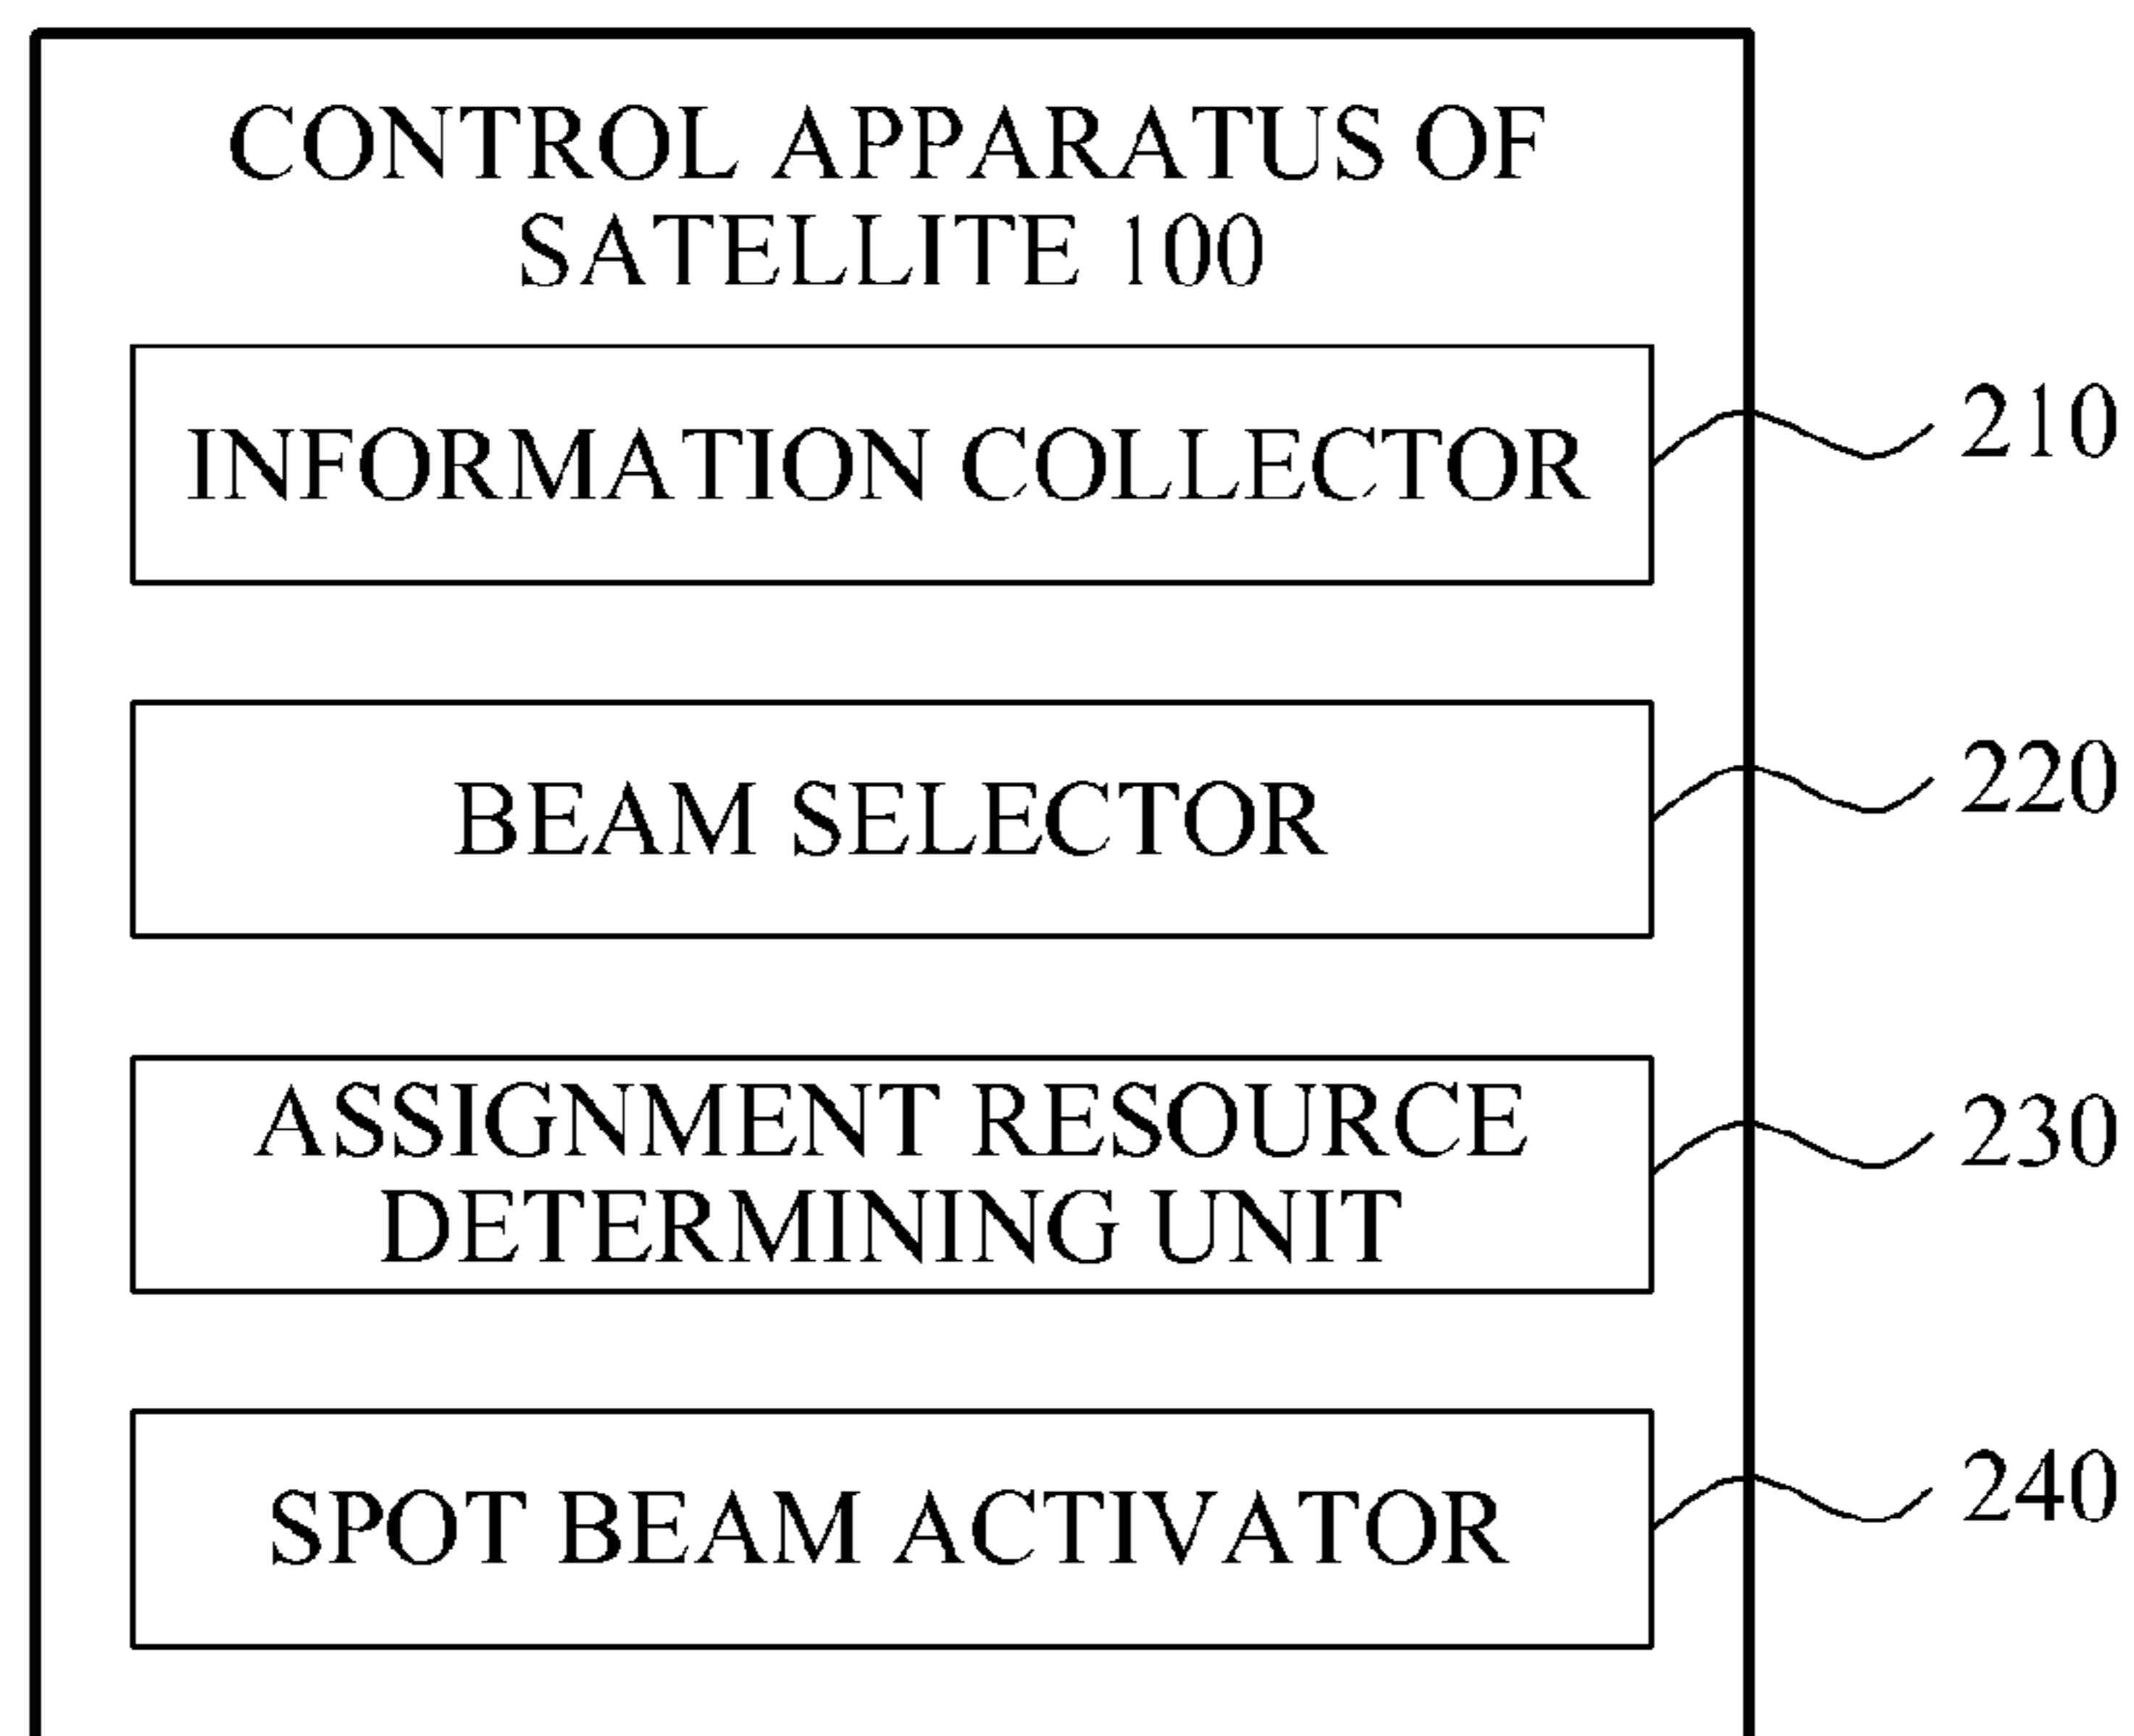 CONTROL APPARATUS OF
SATELLITE 100
INFORMATION COLLECTOR
210
BEAM SELECTOR
220
ASSIGNMENT RESOURCE
DETERMINING UNIT
230
SPOT BEAM ACTIVATOR
240